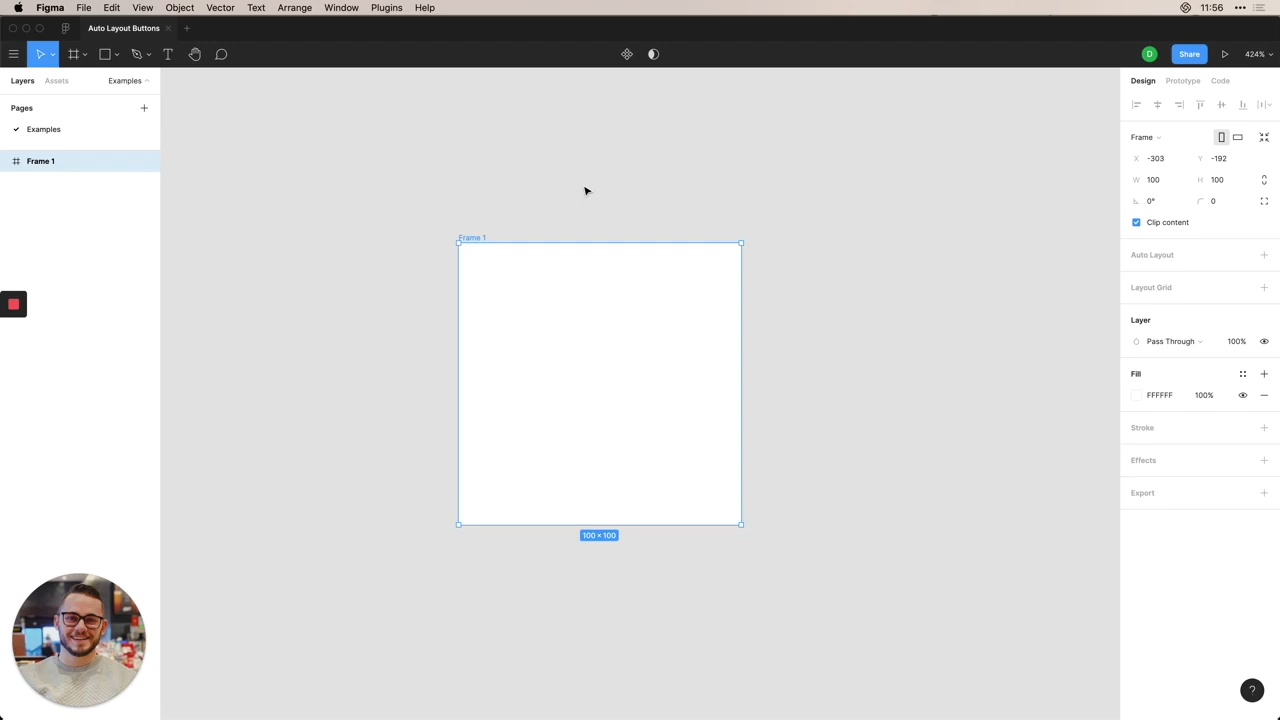 Figma File Edit View Object Vector Text Arrange Window Plugins Help 11:56
Auto Layout Buttons
D Share 424%
Layers Assets Examples
Design Prototype Code
Pages
Examples
Frame
Frame 1
X -303 Y -192
W 100 H 100
0° 0
Clip content
Frame 1
Auto Layout
Layout Grid
Layer
Pass Through 100%
Fill
FFFFFF 100%
Stroke
Effects
Export
100 × 100
?